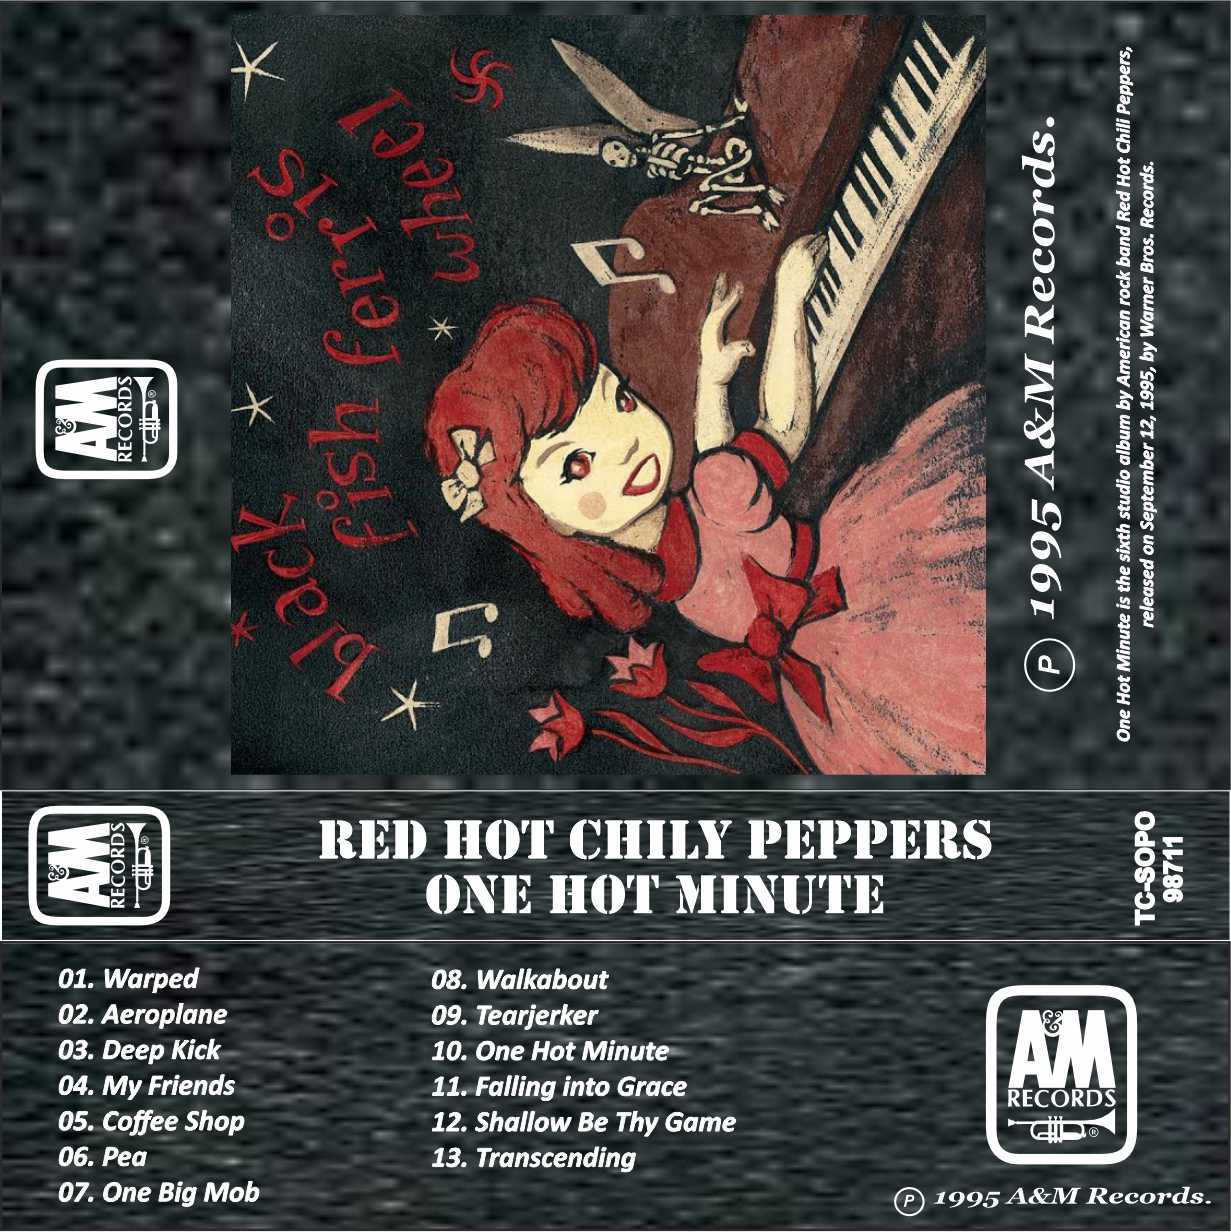 black
fish ferris
wheel
A&M
RECORDS
®
℗ 1995 A&M Records.
One Hot Minute is the sixth studio album by American rock band Red Hot Chili Peppers,
released on September 12, 1995, by Warner Bros. Records.
A&M
RECORDS
®
RED HOT CHILY PEPPERS
ONE HOT MINUTE
TC-SOPO
98711
01. Warped
02. Aeroplane
03. Deep Kick
04. My Friends
05. Coffee Shop
06. Pea
07. One Big Mob
08. Walkabout
09. Tearjerker
10. One Hot Minute
11. Falling into Grace
12. Shallow Be Thy Game
13. Transcending
A&M
RECORDS
®
℗ 1995 A&M Records.